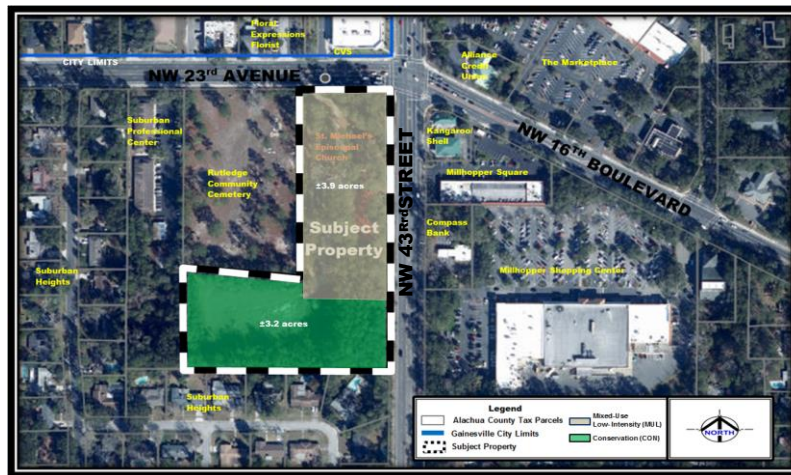 Floral
Expressions
Florist
CVS
CITY LIMITS
NW 23rd AVENUE
Alliance
Credit
Union
The Marketplace
Suburban
Professional
Center
St. Michael's
Episcopal
Church
Kangaroo/
Shell
NW 16TH BOULEVARD
Rutledge
Community
Cemetery
±3.9 acres
NW 43Rrd STREET
Millhopper Square
Subject
Property
Compass
Bank
Suburban
Heights
Millhopper Shopping Center
±3.2 acres
Suburban
Heights
Legend
Alachua County Tax Parcels
Gainesville City Limits
Subject Property
Mixed-Use
Low-Intensity (MUL)
Conservation (CON)
NORTH